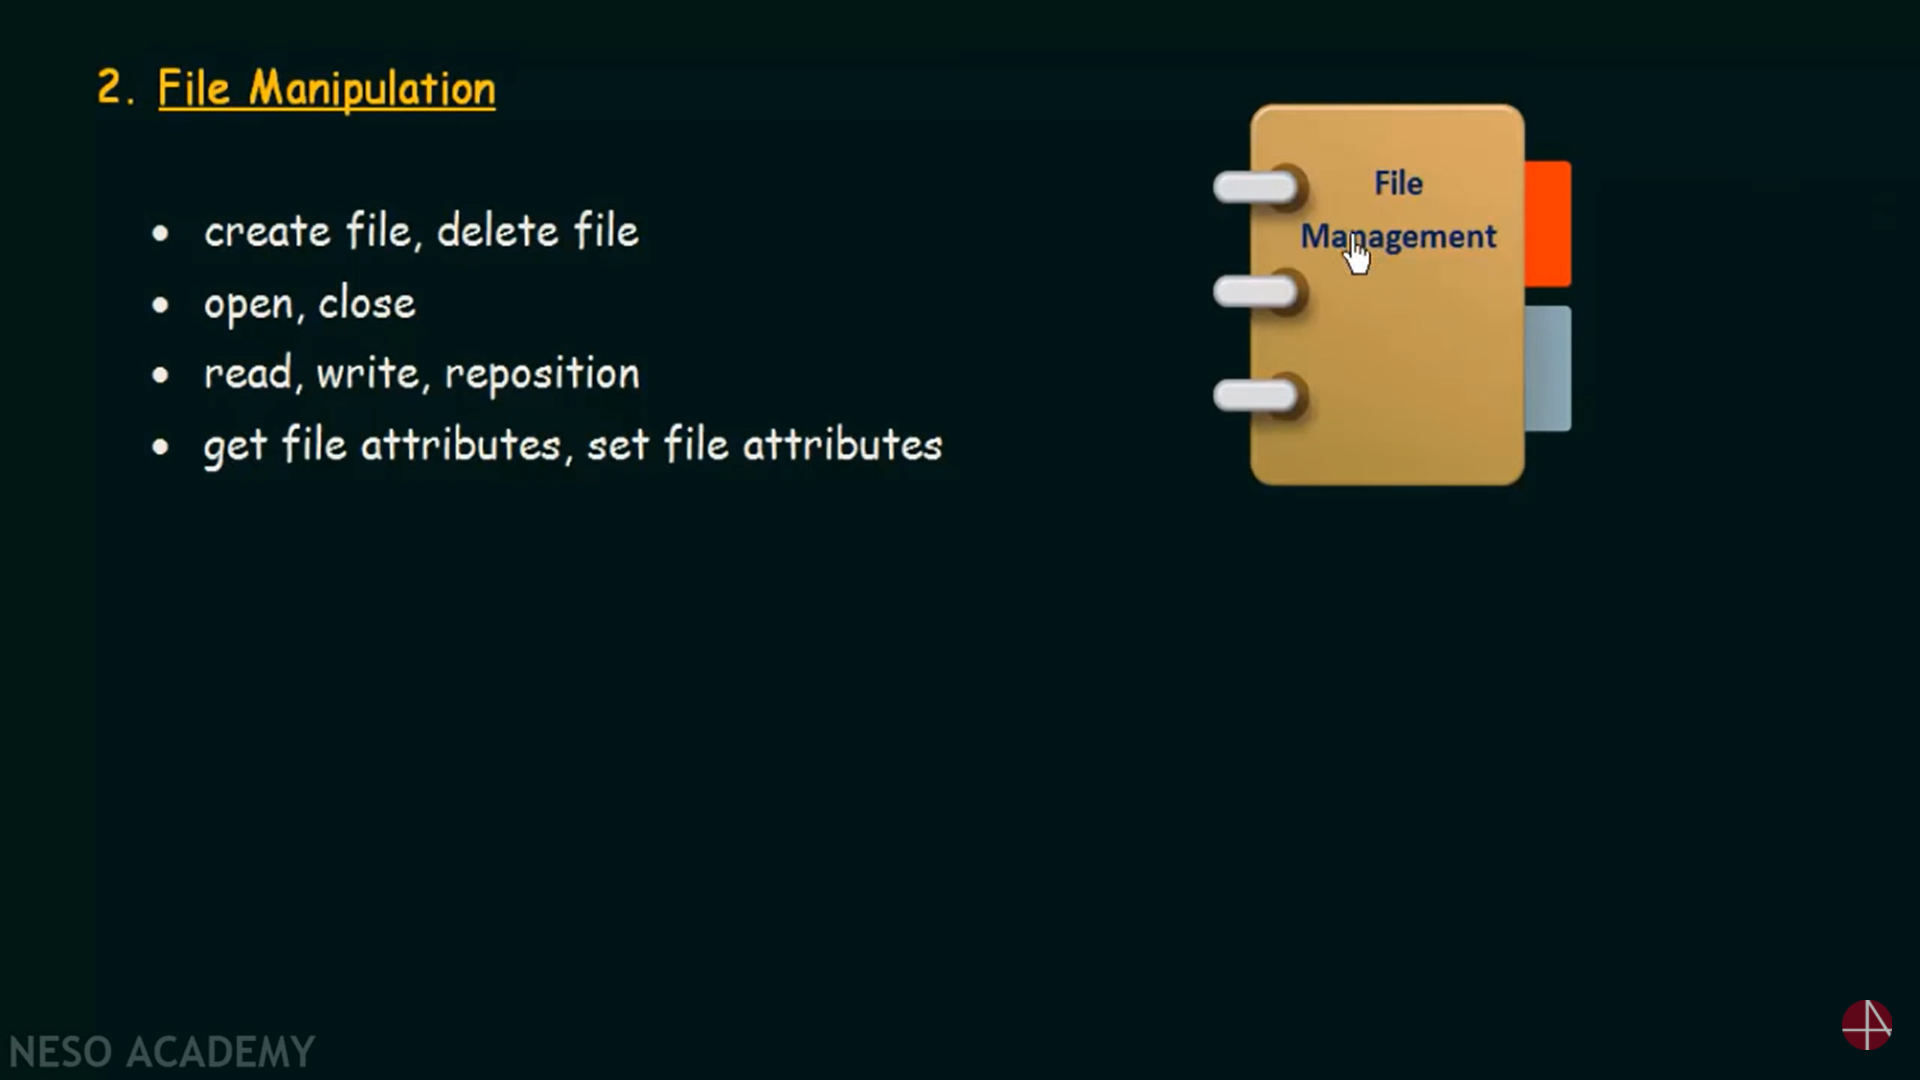 2. File Manipulation
• create file, delete file
• open, close
• read, write, reposition
• get file attributes, set file attributes
File
Management
NESO ACADEMY